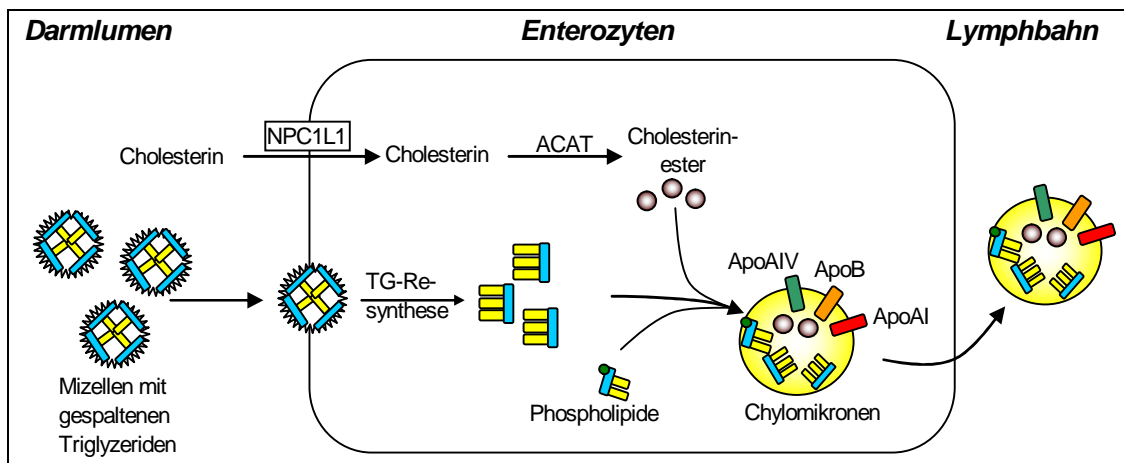 Darmlumen
Enterozyten
Lymphbahn
NPC1L1
Cholesterin
Cholesterin
ACAT
Cholesterin-
ester
TG-Re-
synthese
ApoAIV
ApoB
ApoAI
Mizellen mit
gespaltenen
Triglyzeriden
Phospholipide
Chylomikronen